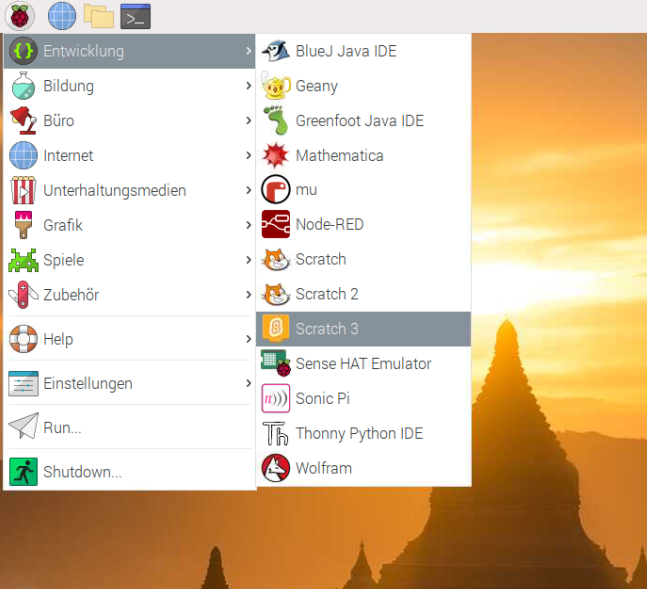 Entwicklung
Bildung
Büro
Internet
Unterhaltungsmedien
Grafik
Spiele
Zubehör
Help
Einstellungen
Run...
Shutdown...
BlueJ Java IDE
Geany
Greenfoot Java IDE
Mathematica
mu
Node-RED
Scratch
Scratch 2
Scratch 3
Sense HAT Emulator
Sonic Pi
Thonny Python IDE
Wolfram